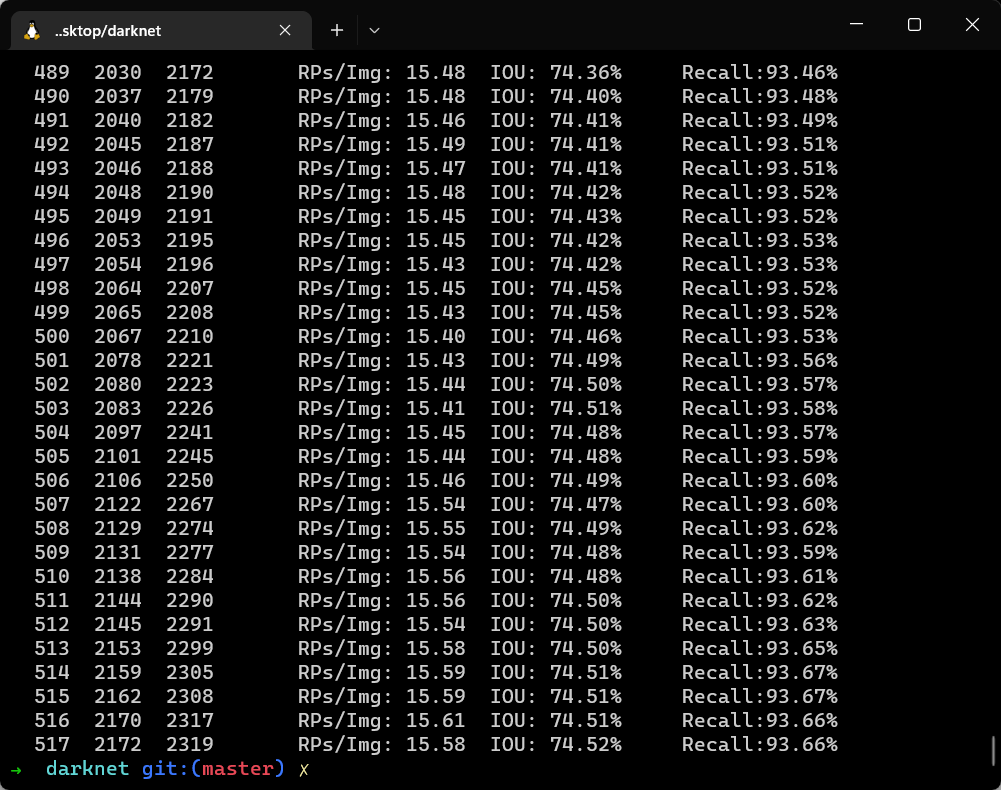 ..sktop/darknet
489 2030 2172 RPs/Img: 15.48 IOU: 74.36% Recall:93.46%
490 2037 2179 RPs/Img: 15.48 IOU: 74.40% Recall:93.48%
491 2040 2182 RPs/Img: 15.46 IOU: 74.41% Recall:93.49%
492 2045 2187 RPs/Img: 15.49 IOU: 74.41% Recall:93.51%
493 2046 2188 RPs/Img: 15.47 IOU: 74.41% Recall:93.51%
494 2048 2190 RPs/Img: 15.48 IOU: 74.42% Recall:93.52%
495 2049 2191 RPs/Img: 15.45 IOU: 74.43% Recall:93.52%
496 2053 2195 RPs/Img: 15.45 IOU: 74.42% Recall:93.53%
497 2054 2196 RPs/Img: 15.43 IOU: 74.42% Recall:93.53%
498 2064 2207 RPs/Img: 15.45 IOU: 74.45% Recall:93.52%
499 2065 2208 RPs/Img: 15.43 IOU: 74.45% Recall:93.52%
500 2067 2210 RPs/Img: 15.40 IOU: 74.46% Recall:93.53%
501 2078 2221 RPs/Img: 15.43 IOU: 74.49% Recall:93.56%
502 2080 2223 RPs/Img: 15.44 IOU: 74.50% Recall:93.57%
503 2083 2226 RPs/Img: 15.41 IOU: 74.51% Recall:93.58%
504 2097 2241 RPs/Img: 15.45 IOU: 74.48% Recall:93.57%
505 2101 2245 RPs/Img: 15.44 IOU: 74.48% Recall:93.59%
506 2106 2250 RPs/Img: 15.46 IOU: 74.49% Recall:93.60%
507 2122 2267 RPs/Img: 15.54 IOU: 74.47% Recall:93.60%
508 2129 2274 RPs/Img: 15.55 IOU: 74.49% Recall:93.62%
509 2131 2277 RPs/Img: 15.54 IOU: 74.48% Recall:93.59%
510 2138 2284 RPs/Img: 15.56 IOU: 74.48% Recall:93.61%
511 2144 2290 RPs/Img: 15.56 IOU: 74.50% Recall:93.62%
512 2145 2291 RPs/Img: 15.54 IOU: 74.50% Recall:93.63%
513 2153 2299 RPs/Img: 15.58 IOU: 74.50% Recall:93.65%
514 2159 2305 RPs/Img: 15.59 IOU: 74.51% Recall:93.67%
515 2162 2308 RPs/Img: 15.59 IOU: 74.51% Recall:93.67%
516 2170 2317 RPs/Img: 15.61 IOU: 74.51% Recall:93.66%
517 2172 2319 RPs/Img: 15.58 IOU: 74.52% Recall:93.66%
→ darknet git:(master) ✗